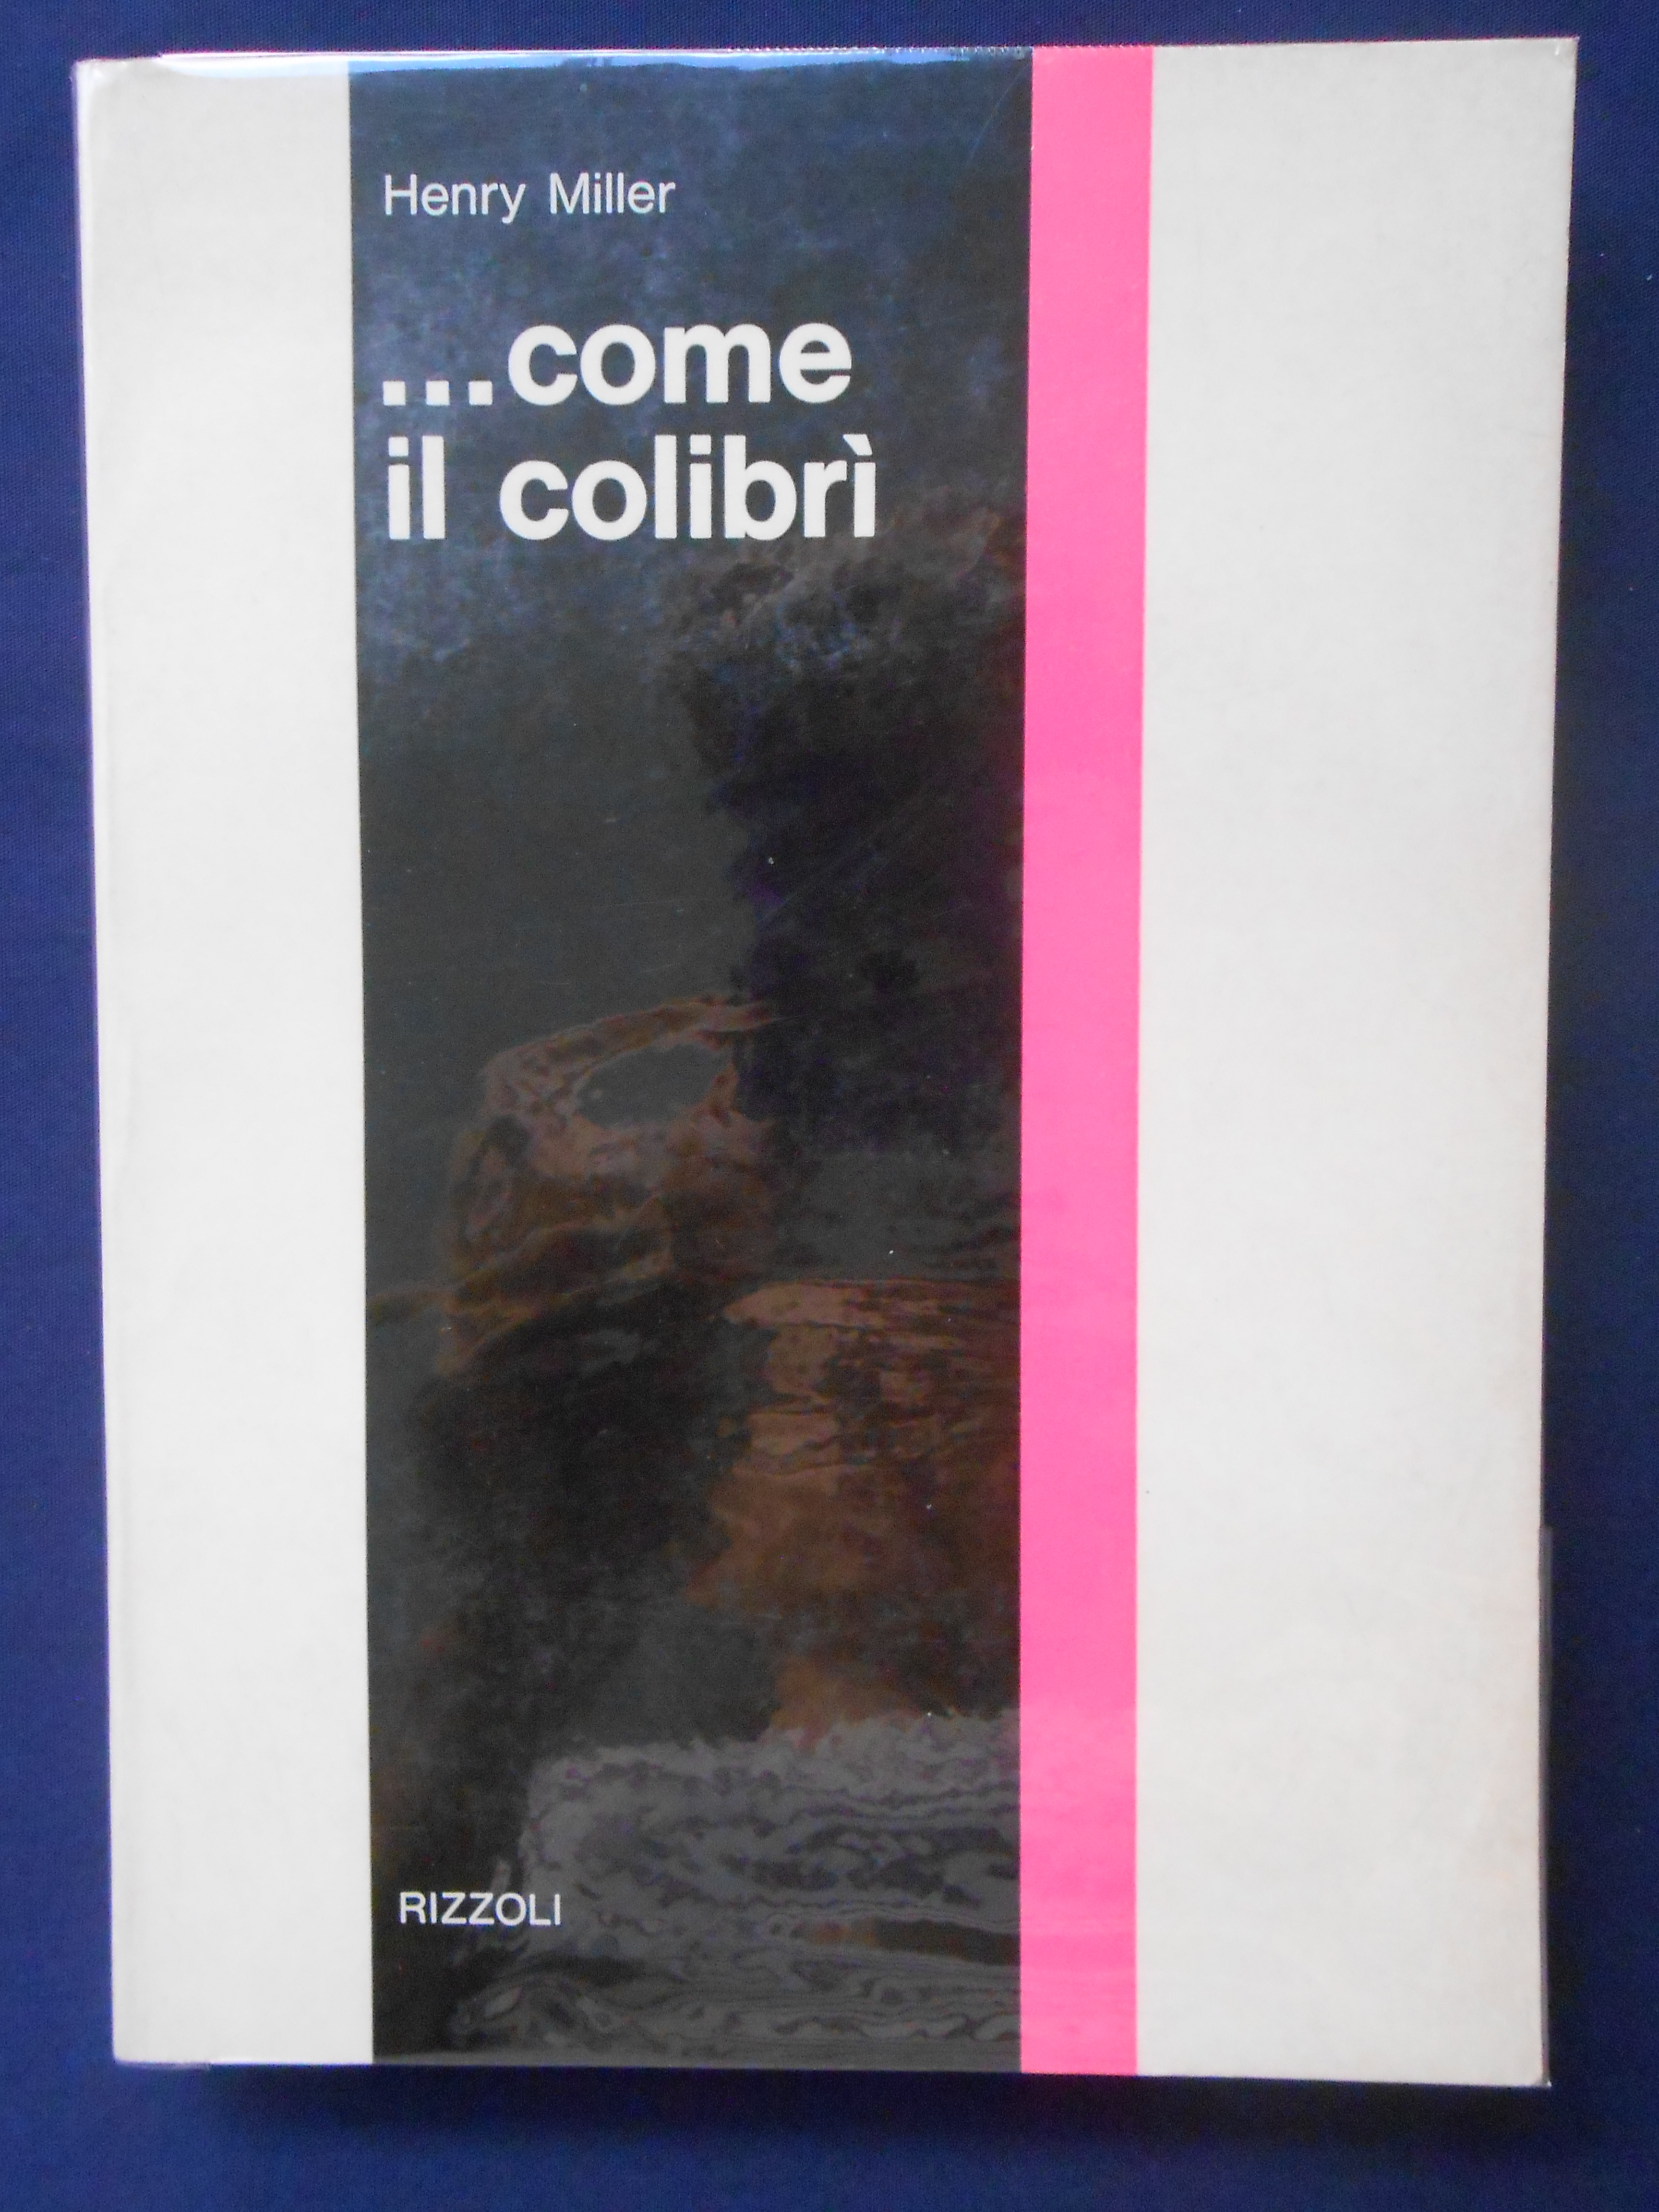 Henry Miller
...come
il colibrì
RIZZOLI